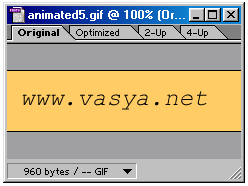 animated5.gif @ 100% (Or...
Original Optimized 2-Up 4-Up
www.vasya.net
960 bytes / -- GIF